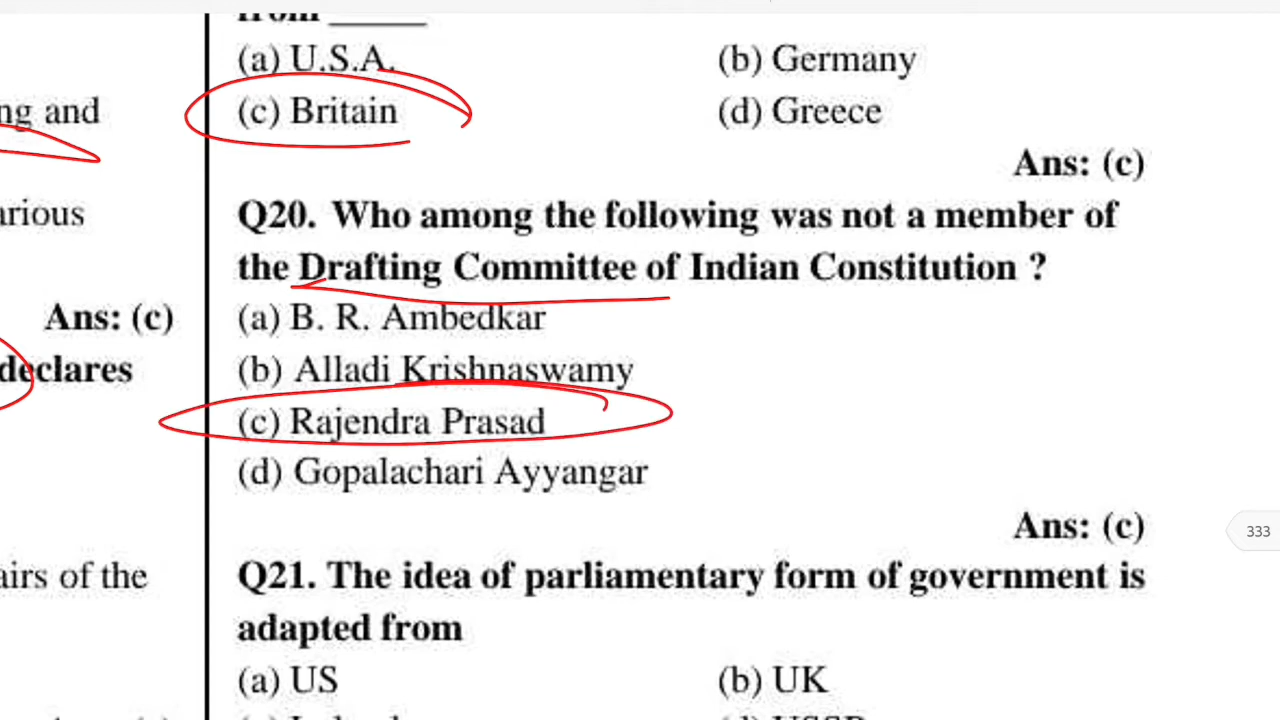 ng and
arious
Ans: (c)
declares
airs of the
from ______
(a) U.S.A.
(b) Germany
(c) Britain
(d) Greece
Ans: (c)
Q20. Who among the following was not a member of
the Drafting Committee of Indian Constitution ?
(a) B. R. Ambedkar
(b) Alladi Krishnaswamy
(c) Rajendra Prasad
(d) Gopalachari Ayyangar
Ans: (c)
Q21. The idea of parliamentary form of government is
adapted from
(a) US
(b) UK
333